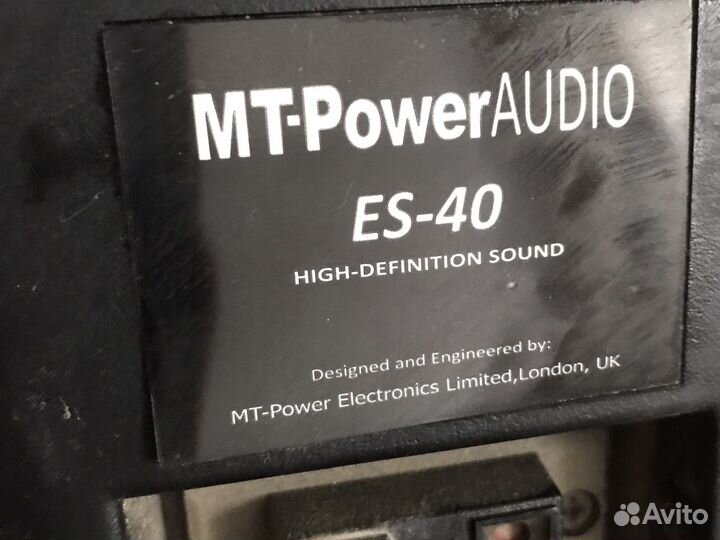 MT-PowerAUDIO
ES-40
HIGH-DEFINITION SOUND
Designed and Engineered by:
MT-Power Electronics Limited,London, UK
Avito